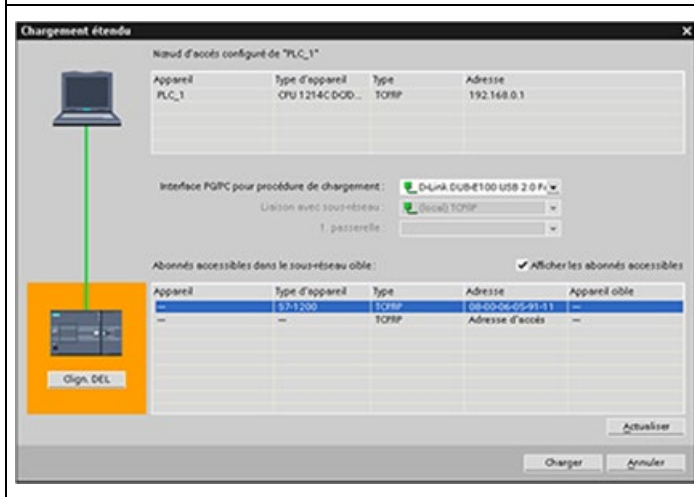 Chargement étendu
Nœud d'accès configuré de "PLC_1"
Appareil Type d'appareil Type Adresse
PLC_1 CPU 1214C DC/D... TCP/IP 192.168.0.1
Interface PG/PC pour procédure de chargement :
D-Link DUB-E100 USB 2.0 Fa
Liaison avec sous-réseau : (local) TCP/IP
1. passerelle :
Abonnés accessibles dans le sous-réseau cible : Afficher les abonnés accessibles
Appareil Type d'appareil Type Adresse Appareil cible
— S7-1200 TCP/IP 08-00-06-05-91-11 —
— — TCP/IP Adresse d'accès —
Clign. DEL
Actualiser
Charger Annuler